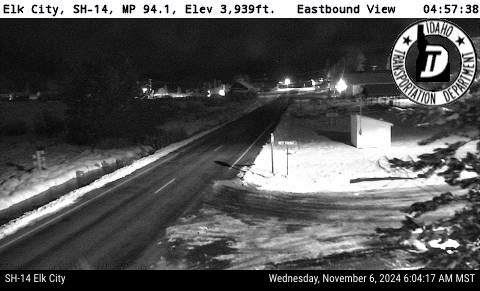 Elk City, SH-14, MP 94.1, Elev 3,939ft. Eastbound View 04:57:38
IDAHO
TRANSPORTATION DEPARTMENT
SH-14 Elk City Wednesday, November 6, 2024 6:04:17 AM MST